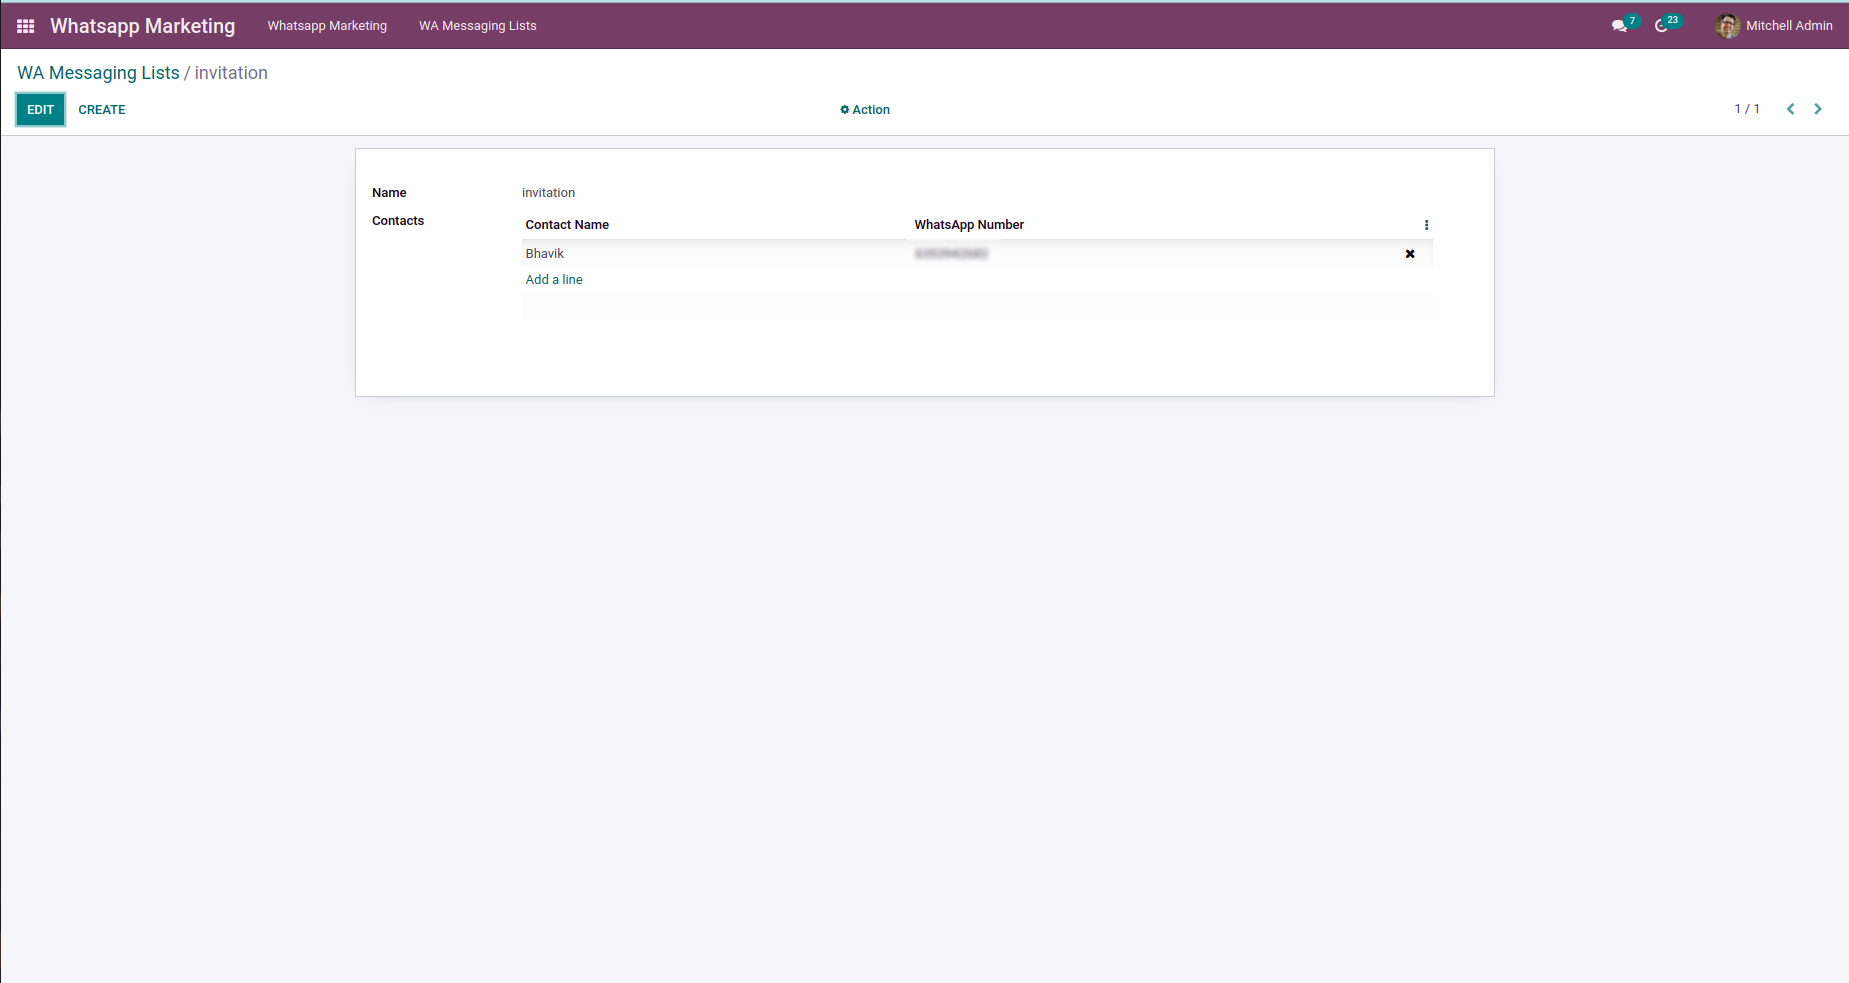 Whatsapp Marketing Whatsapp Marketing WA Messaging Lists 7 23 Mitchell Admin
WA Messaging Lists / invitation
EDIT CREATE Action 1 / 1
Name invitation
Contacts
Contact Name WhatsApp Number
Bhavik
Add a line